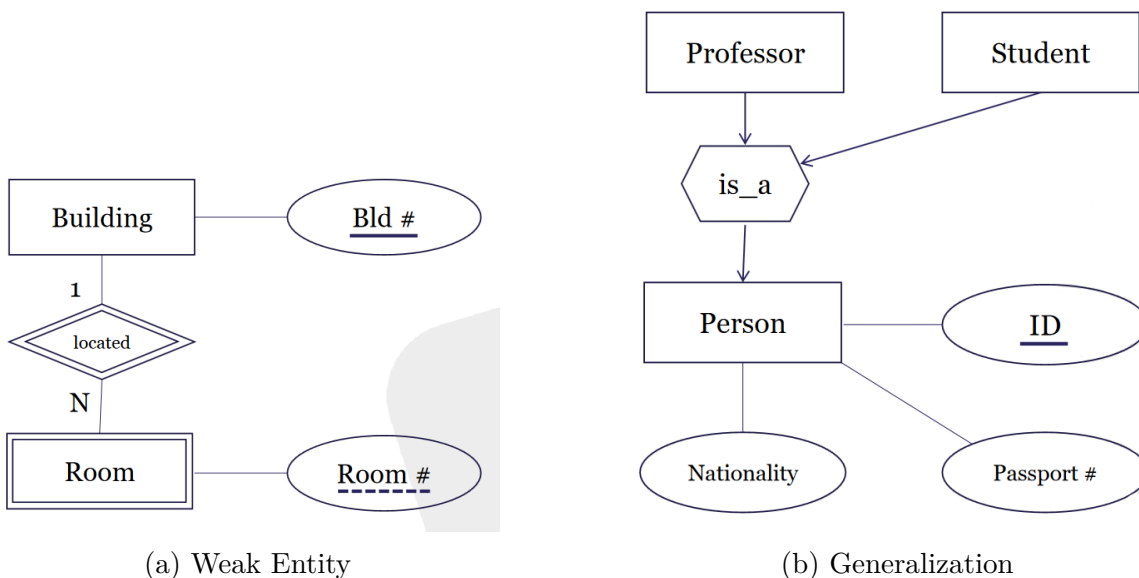 Professor
Student
is_a
Building
Bld #
1
located
N
Room
Room #
Person
ID
Nationality
Passport #
(a) Weak Entity
(b) Generalization